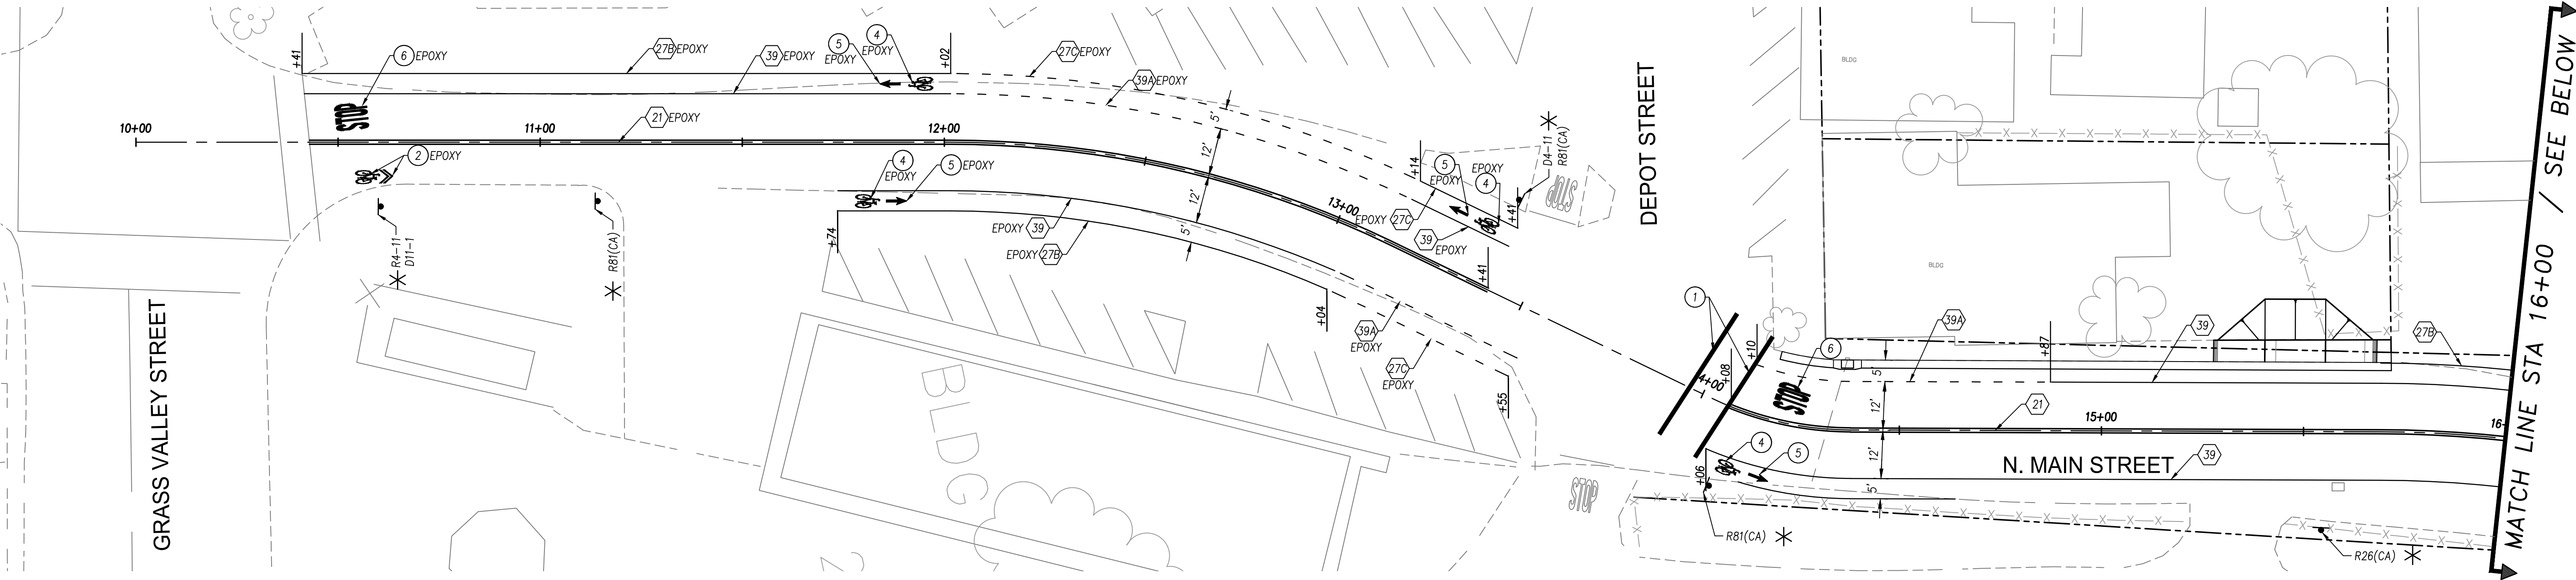 +41
6 EPOXY
27B EPOXY
39 EPOXY
5
EPOXY
4
EPOXY
+02
27C EPOXY
39A EPOXY
STOP
10+00
11+00
12+00
21 EPOXY
2 EPOXY
4
EPOXY
5 EPOXY
5'
12'
12'
5'
13+00
+14
5
EPOXY
EPOXY
4
+41
D4-11
R81(CA)
STOP
EPOXY 27C
39
EPOXY
+41
R4-11
D11-1
R81(CA)
+74
EPOXY 39
EPOXY 27B
+04
39A
EPOXY
27C
EPOXY
+55
GRASS VALLEY STREET
BLDG
DEPOT STREET
BLDG
BLDG
1
4+00
+08
+10
6
STOP
39A
+87
39
27B
5'
12'
12'
5'
21
15+00
16
4
5
+06
N. MAIN STREET
39
STOP
R81(CA)
R26(CA)
MATCH LINE STA 16+00 / SEE BELOW